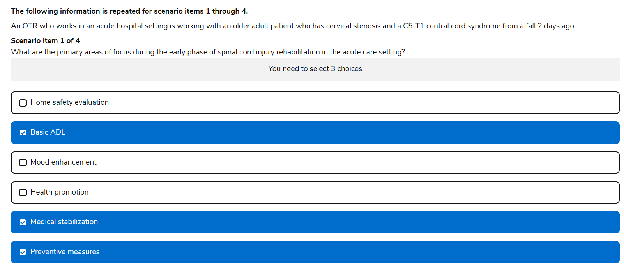 The following information is repeated for scenario items 1 through 4.
An OTR who works in an acute hospital setting is working with an older adult patient who has cervical stenosis and a C5-T1 central cord syndrome from a fall 2 days ago.
Scenario Item 1 of 4
What are the primary areas of focus during the early phase of spinal cord injury rehabilitation in the acute care setting?
You need to select 3 choices
Home safety evaluation
Basic ADL
Mood enhancement
Health promotion
Medical stabilization
Preventive measures